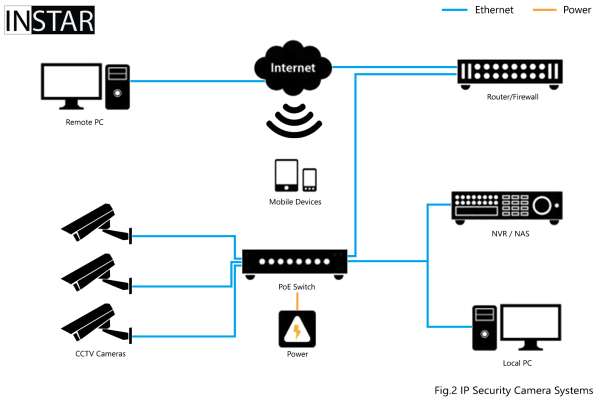 INSTAR
Ethernet
Power
Internet
Remote PC
Router/Firewall
Mobile Devices
NVR / NAS
PoE Switch
CCTV Cameras
Power
Local PC
Fig.2 IP Security Camera Systems